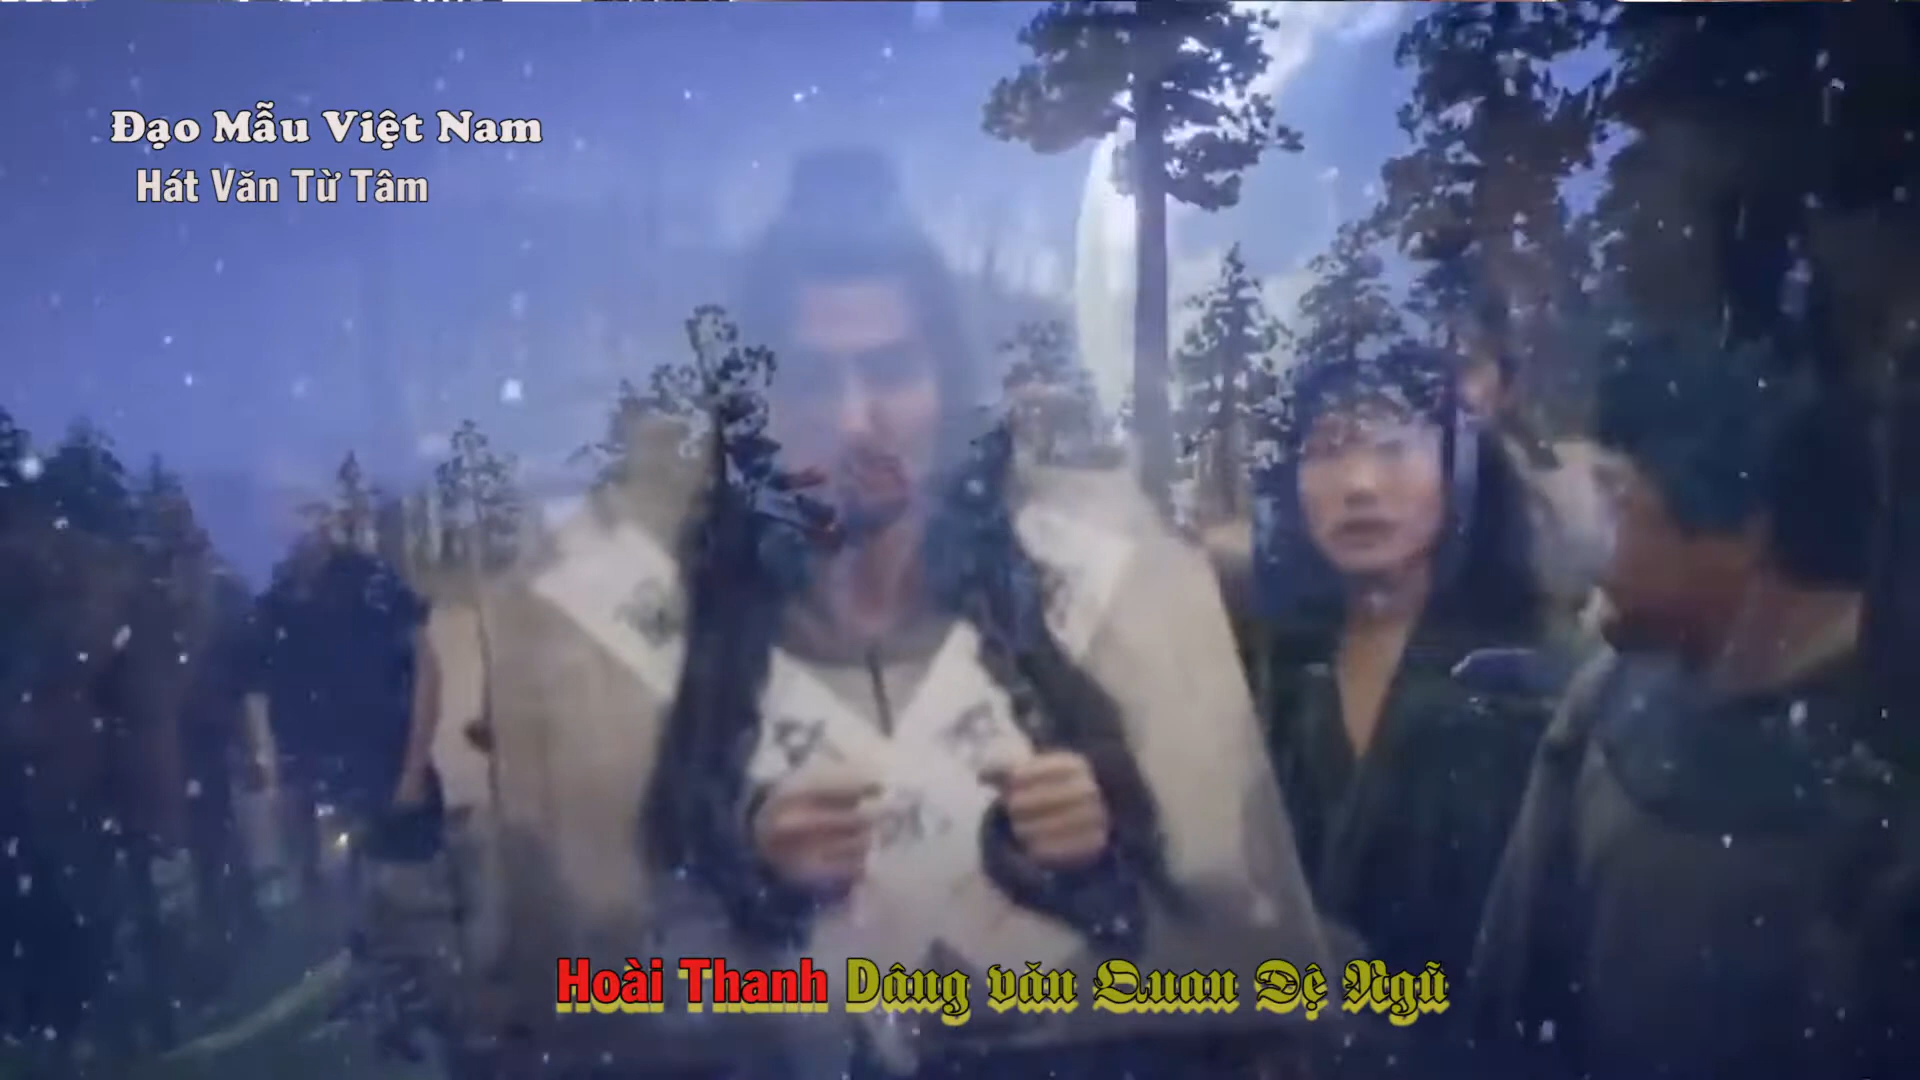 Đạo Mẫu Việt Nam
Hát Văn Từ Tâm
Hoài Thanh Dâng văn Quan Đệ Ngũ